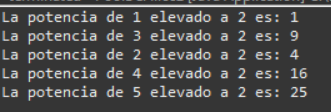 La potencia de 1 elevado a 2 es: 1
La potencia de 3 elevado a 2 es: 9
La potencia de 2 elevado a 2 es: 4
La potencia de 4 elevado a 2 es: 16
La potencia de 5 elevado a 2 es: 25